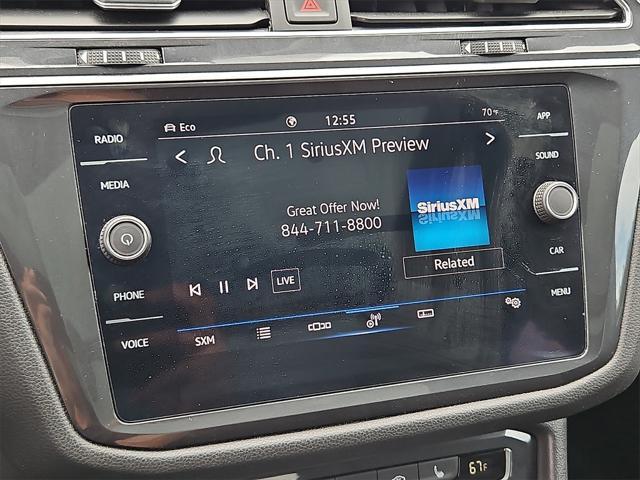 RADIO
MEDIA
PHONE
VOICE
Eco 12:55 70°F
Ch. 1 SiriusXM Preview
Great Offer Now!
844-711-8800
SiriusXM
Related
LIVE
SXM
APP
SOUND
CAR
MENU
67°F